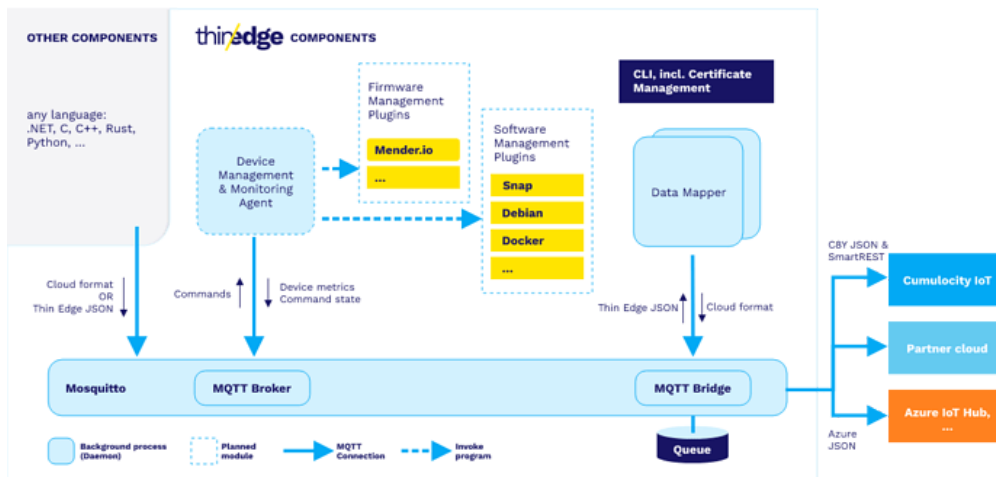 OTHER COMPONENTS
any language:
.NET, C, C++, Rust,
Python, ...
thin/edge COMPONENTS
Device
Management
& Monitoring
Agent
Firmware
Management
Plugins
Mender.io
...
Software
Management
Plugins
Snap
Debian
Docker
...
CLI, incl. Certificate
Management
Data Mapper
Cloud format
OR
Thin Edge JSON
Commands
Device metrics
Command state
Thin Edge JSON
Cloud format
C8Y JSON &
SmartREST
Cumulocity IoT
Partner cloud
Azure IoT Hub,
...
Azure
JSON
Mosquitto
MQTT Broker
MQTT Bridge
Queue
Background process
(Daemon)
Planned
module
MQTT
Connection
Invoke
program